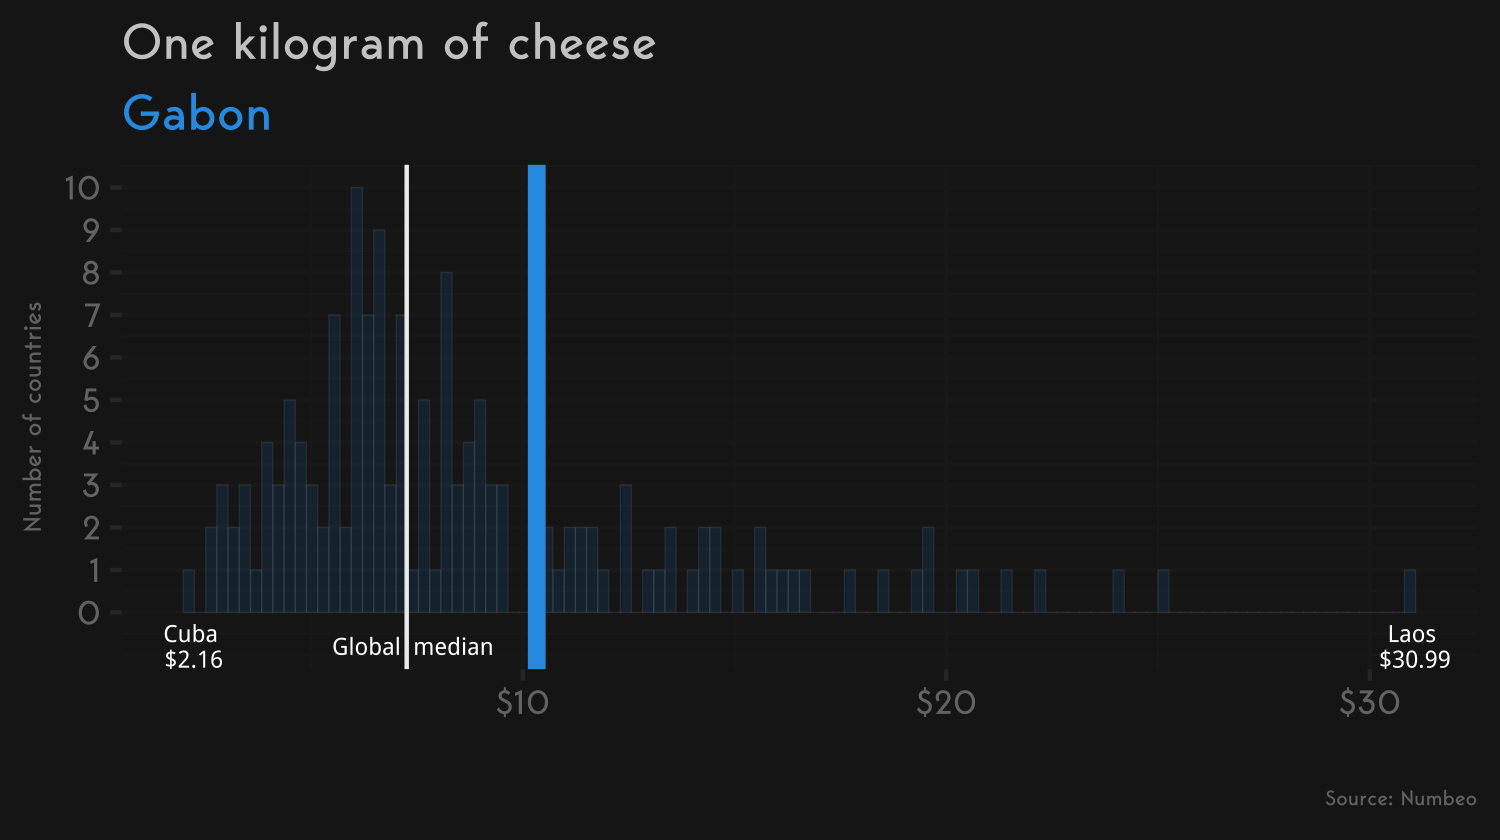 One kilogram of cheese
Gabon
Number of countries
10
9
8
7
6
5
4
3
2
1
0
Cuba
$2.16
Global median
Laos
$30.99
$10
$20
$30
Source: Numbeo